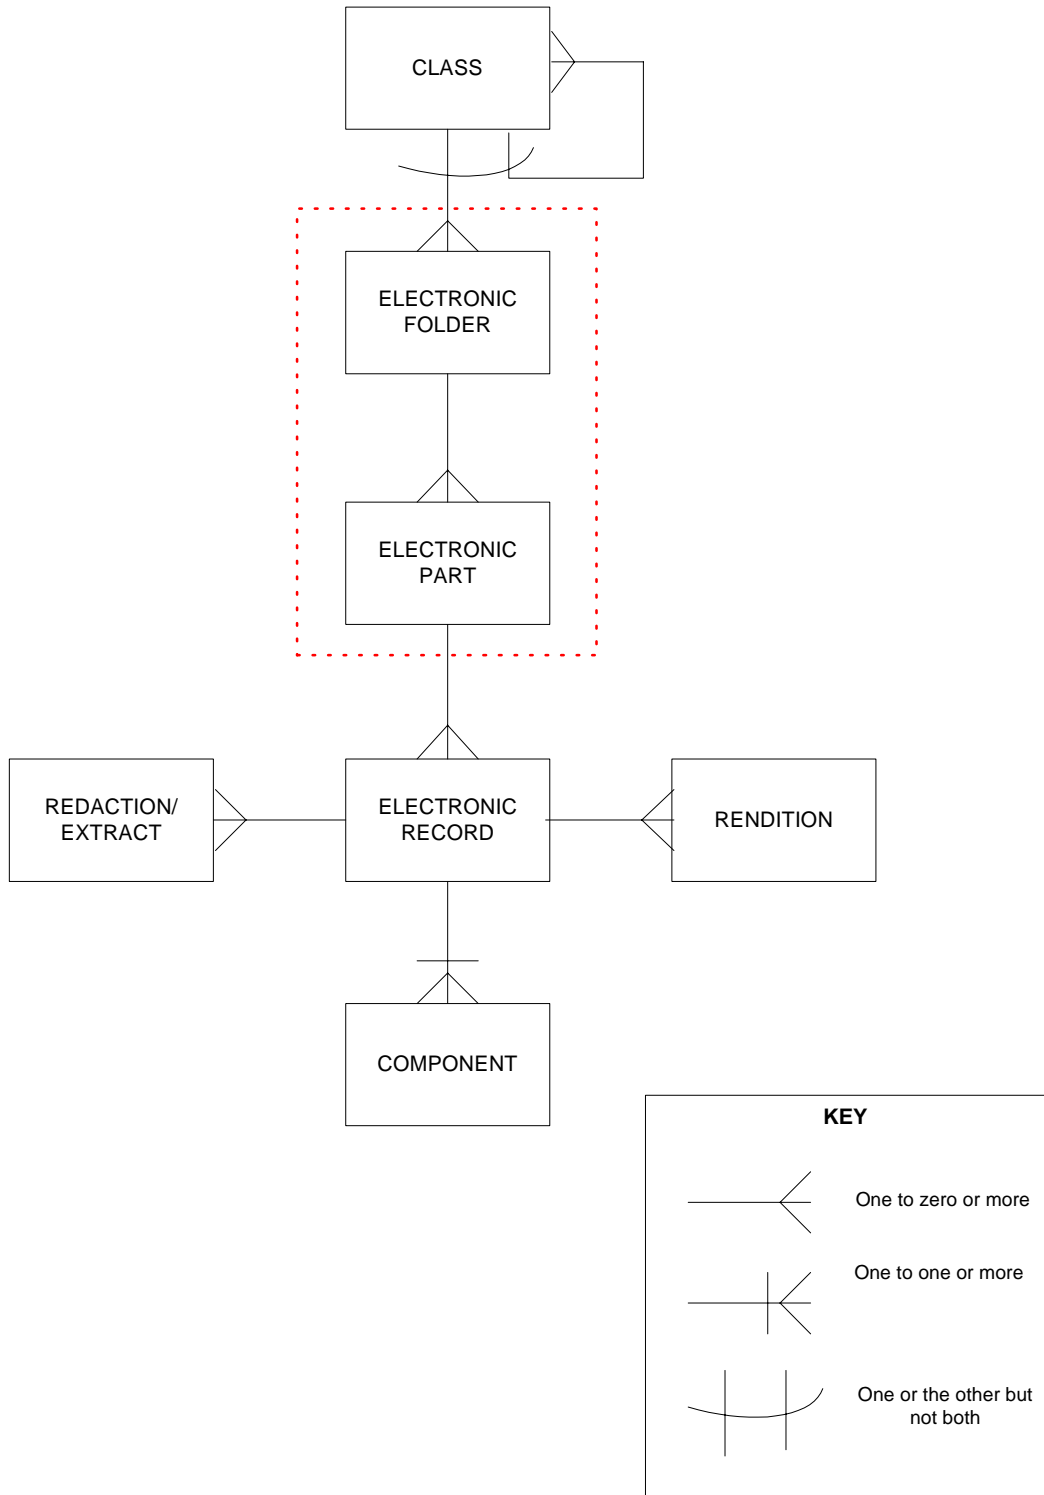 CLASS
ELECTRONIC
FOLDER
ELECTRONIC
PART
REDACTION/
EXTRACT
ELECTRONIC
RECORD
RENDITION
COMPONENT
KEY
One to zero or more
One to one or more
One or the other but
not both